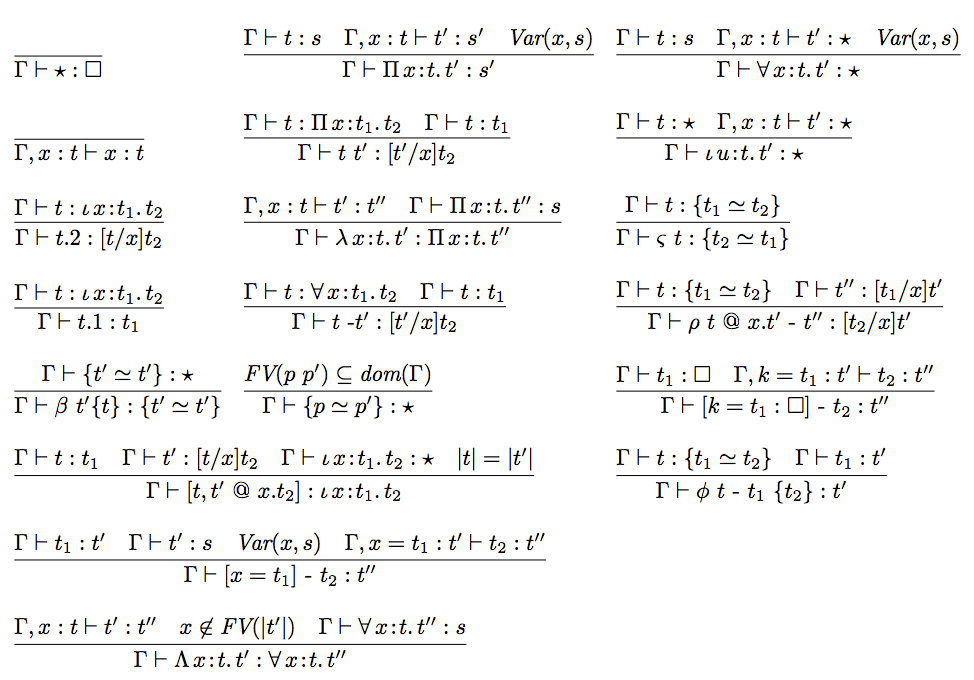 Γ ⊢ ⋆ : □
Γ ⊢ t : s   Γ, x : t ⊢ t′ : s′   Var(x, s)
Γ ⊢ Π x:t. t′ : s′
Γ ⊢ t : s   Γ, x : t ⊢ t′ : ⋆   Var(x, s)
Γ ⊢ ∀ x:t. t′ : ⋆
Γ, x : t ⊢ x : t
Γ ⊢ t : Π x:t₁. t₂   Γ ⊢ t : t₁
Γ ⊢ t t′ : [t′/x]t₂
Γ ⊢ t : ⋆   Γ, x : t ⊢ t′ : ⋆
Γ ⊢ ι u:t. t′ : ⋆
Γ ⊢ t : ι x:t₁. t₂
Γ ⊢ t.2 : [t/x]t₂
Γ, x : t ⊢ t′ : t″   Γ ⊢ Π x:t. t″ : s
Γ ⊢ λ x:t. t′ : Π x:t. t″
Γ ⊢ t : {t₁ ≃ t₂}
Γ ⊢ ς t : {t₂ ≃ t₁}
Γ ⊢ t : ι x:t₁. t₂
Γ ⊢ t.1 : t₁
Γ ⊢ t : ∀ x:t₁. t₂   Γ ⊢ t : t₁
Γ ⊢ t -t′ : [t′/x]t₂
Γ ⊢ t : {t₁ ≃ t₂}   Γ ⊢ t″ : [t₁/x]t′
Γ ⊢ ρ t @ x.t′ - t″ : [t₂/x]t′
Γ ⊢ {t′ ≃ t′} : ⋆
Γ ⊢ β t′{t} : {t′ ≃ t′}
FV(p p′) ⊆ dom(Γ)
Γ ⊢ {p ≃ p′} : ⋆
Γ ⊢ t₁ : □   Γ, k = t₁ : t′ ⊢ t₂ : t″
Γ ⊢ [k = t₁ : □] - t₂ : t″
Γ ⊢ t : t₁   Γ ⊢ t′ : [t/x]t₂   Γ ⊢ ι x:t₁. t₂ : ⋆   |t| = |t′|
Γ ⊢ [t, t′ @ x.t₂] : ι x:t₁. t₂
Γ ⊢ t : {t₁ ≃ t₂}   Γ ⊢ t₁ : t′
Γ ⊢ ϕ t - t₁ {t₂} : t′
Γ ⊢ t₁ : t′   Γ ⊢ t′ : s   Var(x, s)   Γ, x = t₁ : t′ ⊢ t₂ : t″
Γ ⊢ [x = t₁] - t₂ : t″
Γ, x : t ⊢ t′ : t″   x ∉ FV(|t′|)   Γ ⊢ ∀ x:t. t″ : s
Γ ⊢ Λ x:t. t′ : ∀ x:t. t″